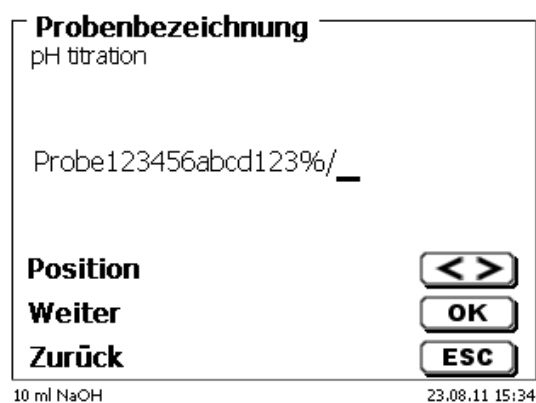 Probenbezeichnung
pH titration
Probe123456abcd123%/_
Position < >
Weiter OK
Zurück ESC
10 ml NaOH 23.08.11 15:34